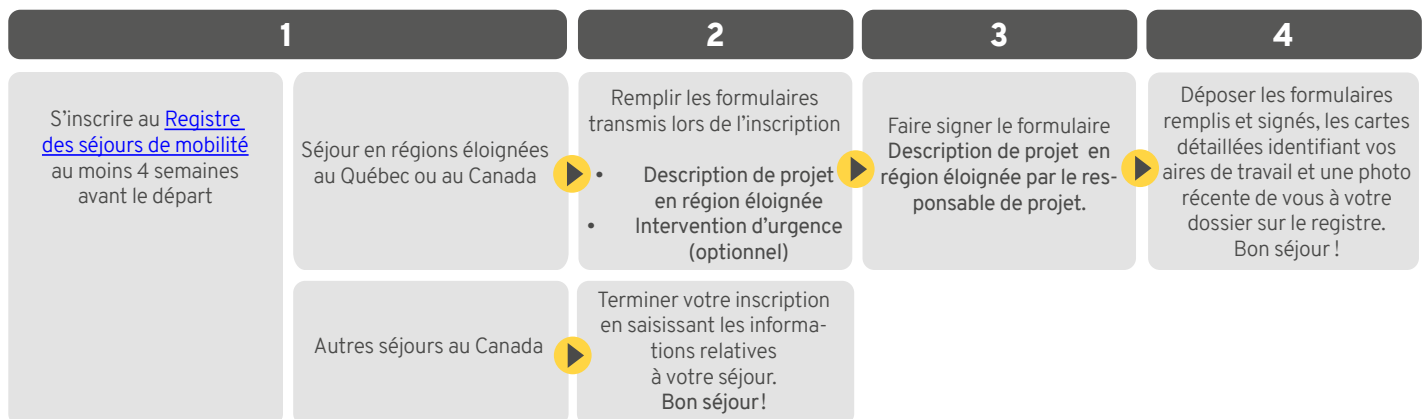 1
2
3
4
S'inscrire au Registre
des séjours de mobilité
au moins 4 semaines
avant le départ
Séjour en régions éloignées
au Québec ou au Canada
Remplir les formulaires
transmis lors de l'inscription
• Description de projet
en région éloignée
• Intervention d'urgence
(optionnel)
Faire signer le formulaire
Description de projet en
région éloignée par le res-
ponsable de projet.
Déposer les formulaires
remplis et signés, les cartes
détaillées identifiant vos
aires de travail et une photo
récente de vous à votre
dossier sur le registre.
Bon séjour !
Autres séjours au Canada
Terminer votre inscription
en saisissant les informa-
tions relatives
à votre séjour.
Bon séjour!